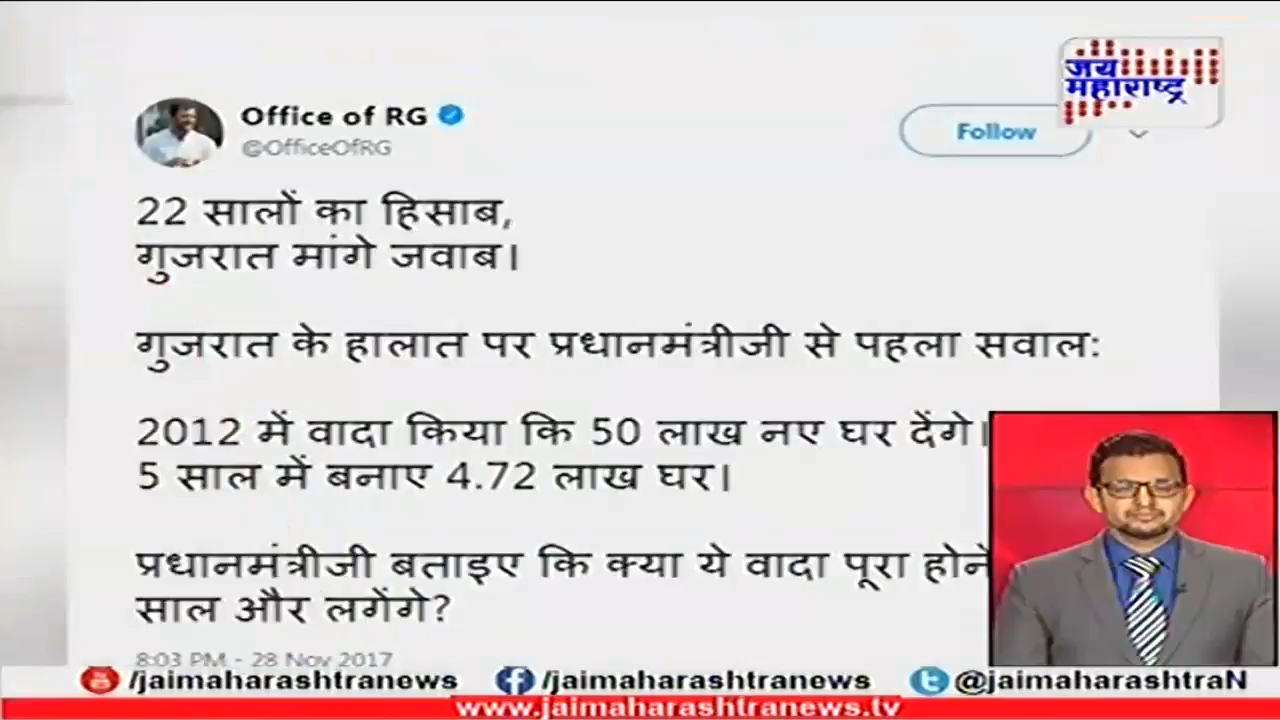 जय
महाराष्ट्र
Office of RG
@OfficeOfRG
Follow
22 सालों का हिसाब,
गुजरात मांगे जवाब।
गुजरात के हालात पर प्रधानमंत्रीजी से पहला सवाल:
2012 में वादा किया कि 50 लाख नए घर देंगे।
5 साल में बनाए 4.72 लाख घर।
प्रधानमंत्रीजी बताइए कि क्या ये वादा पूरा होने
साल और लगेंगे?
8:03 PM - 28 Nov 2017
/jaimaharashtranews
/jaimaharashtranews
@jaimaharashtraN
www.jaimaharashtranews.tv